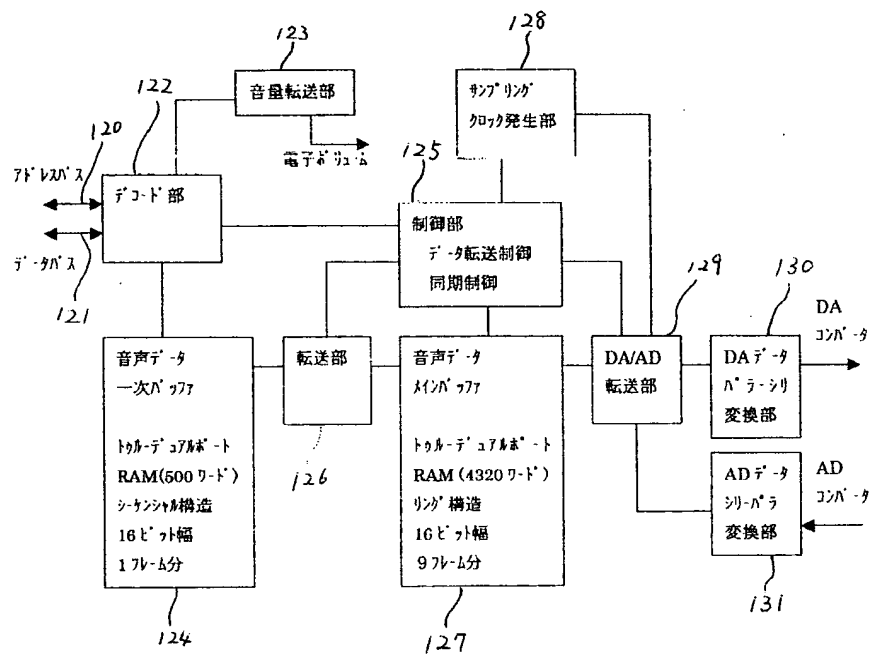 123
音量転送部
電子ボリューム
128
サンプリング
クロック発生部
122
120
アドレスバス
デコード部
データバス
121
125
制御部
データ転送制御
同期制御
129
130
DA
コンバータ
音声データ
一次バッファ
トゥルーデュアルポート
RAM(500 ワード)
シーケンシャル構造
16ビット幅
1フレーム分
124
転送部
126
音声データ
メインバッファ
トゥルーデュアルポート
RAM(4320 ワード)
リング構造
16ビット幅
9フレーム分
127
DA/AD
転送部
DAデータ
パラーシリ
変換部
ADデータ
シリーパラ
変換部
AD
コンバータ
131